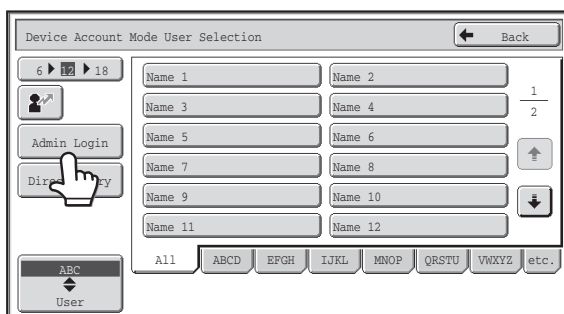 Device Account Mode User Selection
Back
6 12 18
Admin Login
ABC
User
Name 1
Name 2
Name 3
Name 4
Name 5
Name 6
Name 7
Name 8
Name 9
Name 10
Name 11
Name 12
1
2
All ABCD EFGH IJKL MNOP QRSTU VWXYZ etc.